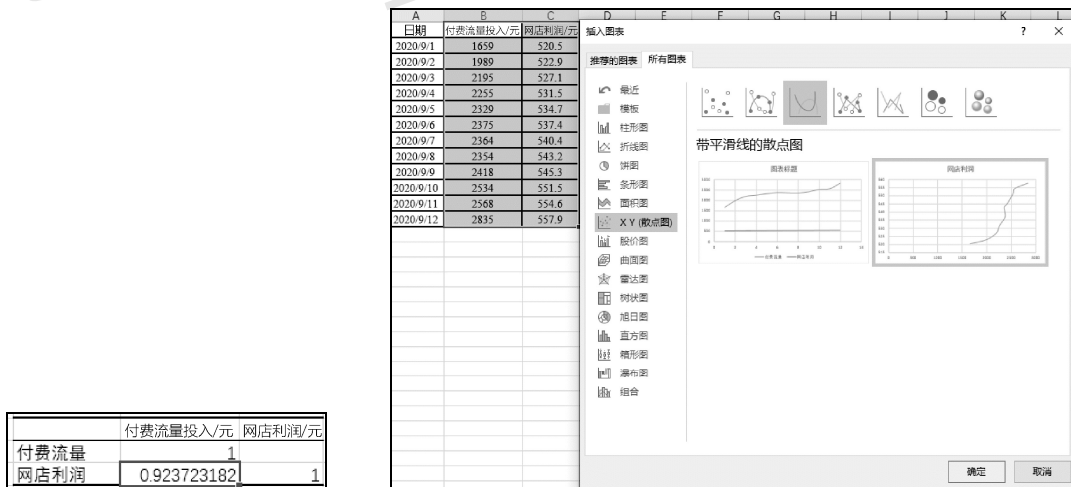 付费流量投入/元 网店利润/元
付费流量 1
网店利润 0.923723182 1
A B C D E F G H I J K L
日期 付费流量投入/元 网店利润/元
2020/9/1 1659 520.5
2020/9/2 1989 522.9
2020/9/3 2195 527.1
2020/9/4 2255 531.5
2020/9/5 2329 534.7
2020/9/6 2375 537.4
2020/9/7 2364 540.4
2020/9/8 2354 543.2
2020/9/9 2418 545.3
2020/9/10 2534 551.5
2020/9/11 2568 554.6
2020/9/12 2835 557.9
插入图表 ? ×
推荐的图表 所有图表
最近
模板
柱形图
折线图
饼图
条形图
面积图
X Y (散点图)
股价图
曲面图
雷达图
树状图
旭日图
直方图
箱形图
瀑布图
组合
带平滑线的散点图
图表标题
付费流量 网店利润
网店利润
确定 取消